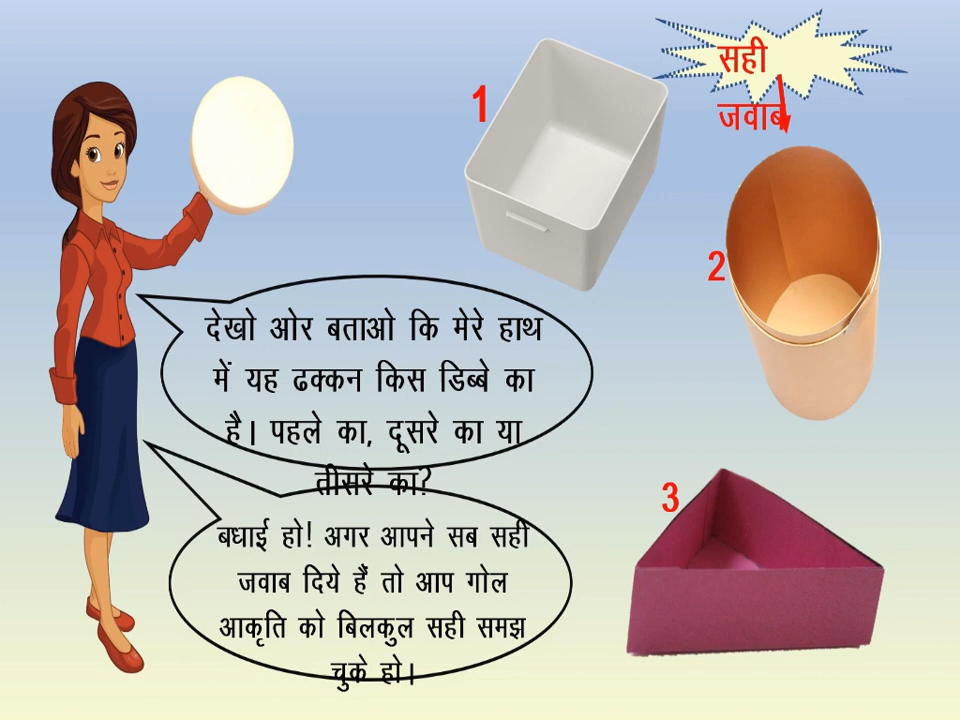 सही
जवाब
1
2
3
देखो ओर बताओ कि मेरे हाथ
में यह ढक्कन किस डिब्बे का
है। पहले का, दूसरे का या
तीसरे का?
बधाई हो! अगर आपने सब सही
जवाब दिये हैं तो आप गोल
आकृति को बिलकुल सही समझ
चुके हो।